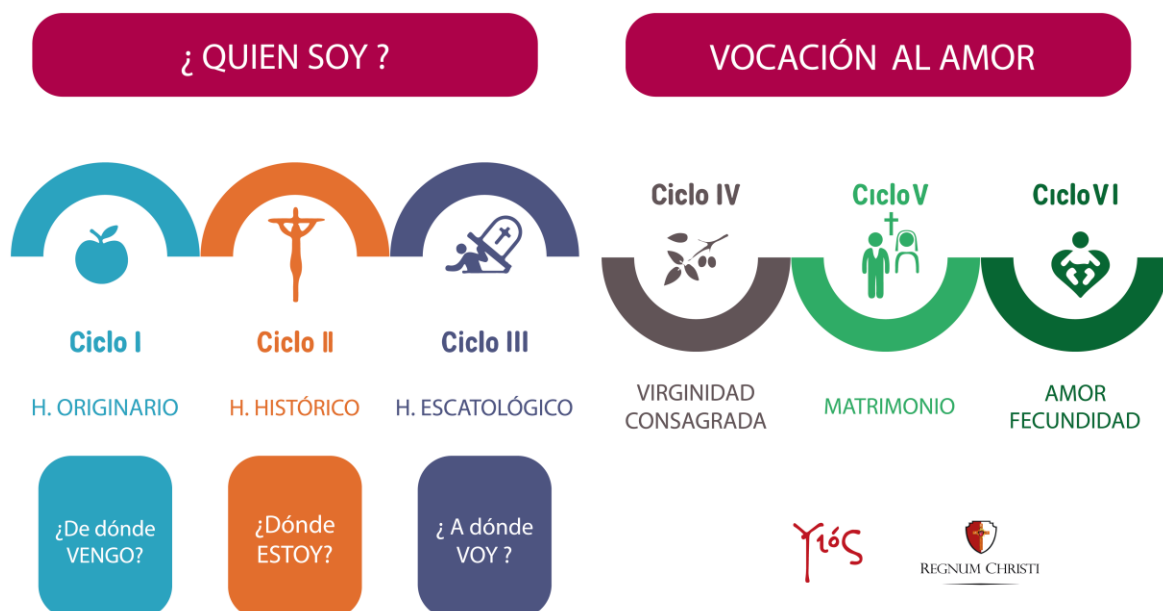 ¿ QUIEN SOY ?
VOCACIÓN AL AMOR
Ciclo I
H. ORIGINARIO
¿De dónde
VENGO?
Ciclo II
H. HISTÓRICO
¿Dónde
ESTOY?
Ciclo III
H. ESCATOLÓGICO
¿ A dónde
VOY ?
Ciclo IV
VIRGINIDAD
CONSAGRADA
Ciclo V
MATRIMONIO
Ciclo VI
AMOR
FECUNDIDAD
γιός
REGNUM CHRISTI